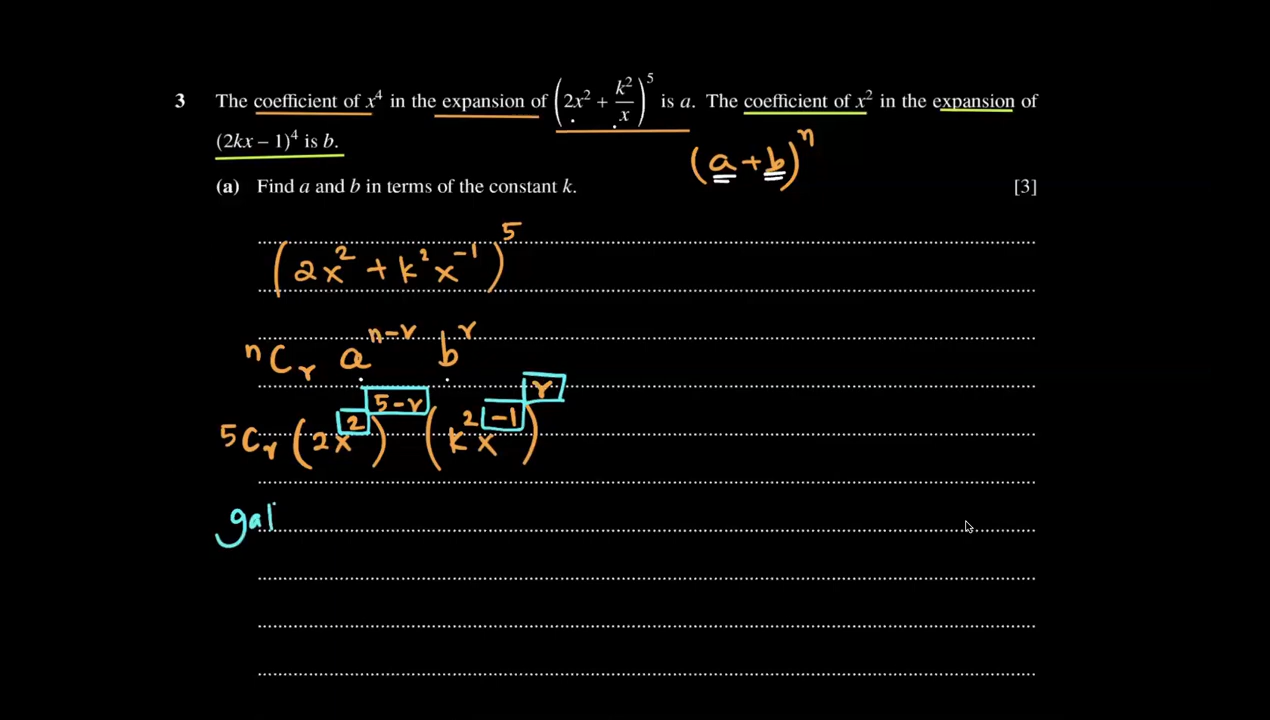 3 The coefficient of x⁴ in the expansion of (2x² + k²/x)⁵ is a. The coefficient of x² in the expansion of
(2kx – 1)⁴ is b.
(a + b)ⁿ
(a) Find a and b in terms of the constant k. [3]
(2x² + k²x⁻¹)⁵
ⁿCᵣ aⁿ⁻ʳ bʳ
5Cᵣ (2x²)⁵⁻ʳ (k²x⁻¹)ʳ
gal